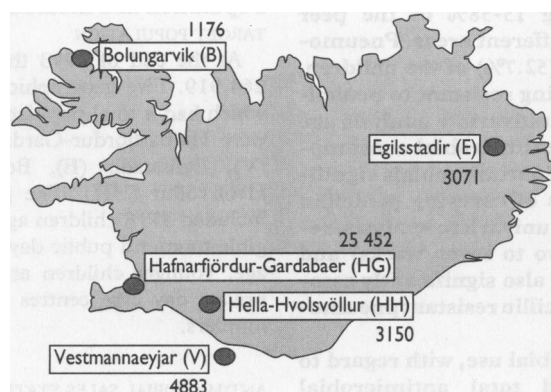 1176
Bolungarvik (B)
Egilsstadir (E)
3071
25 452
Hafnarfjördur-Gardabaer (HG)
Hella-Hvolsvöllur (HH)
3150
Vestmannaeyjar (V)
4883